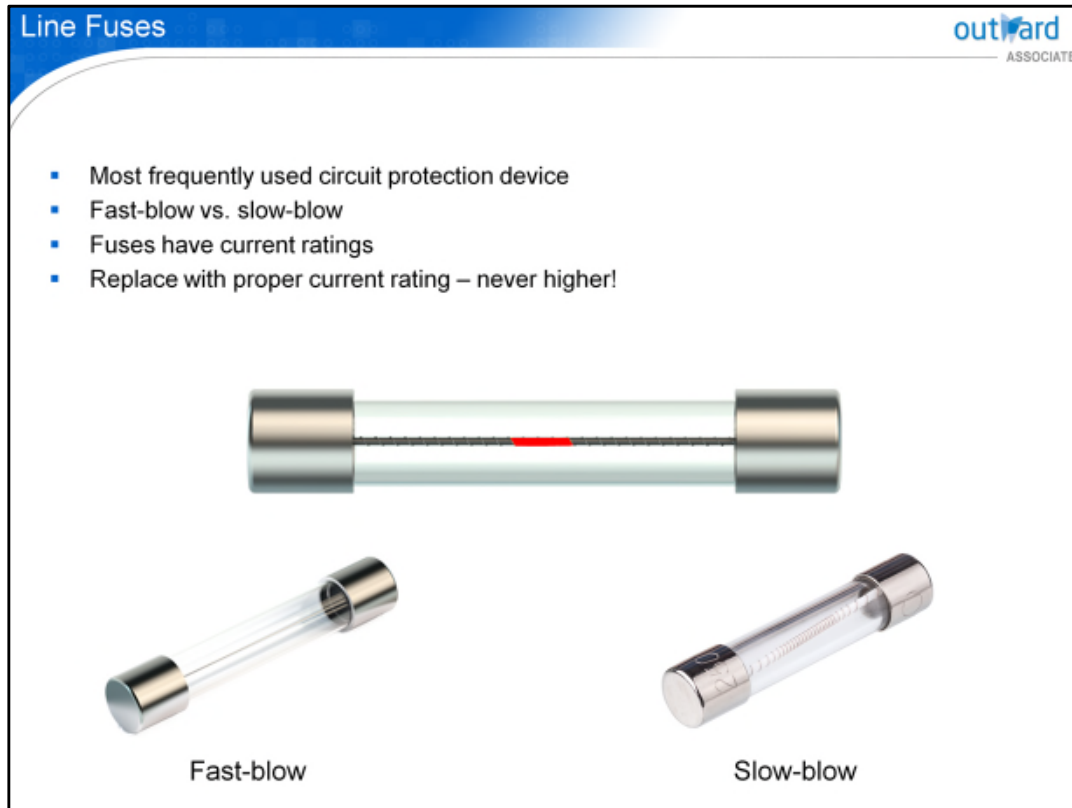 Line Fuses
outward
ASSOCIATE
Most frequently used circuit protection device
Fast-blow vs. slow-blow
Fuses have current ratings
Replace with proper current rating – never higher!
250
Fast-blow
Slow-blow